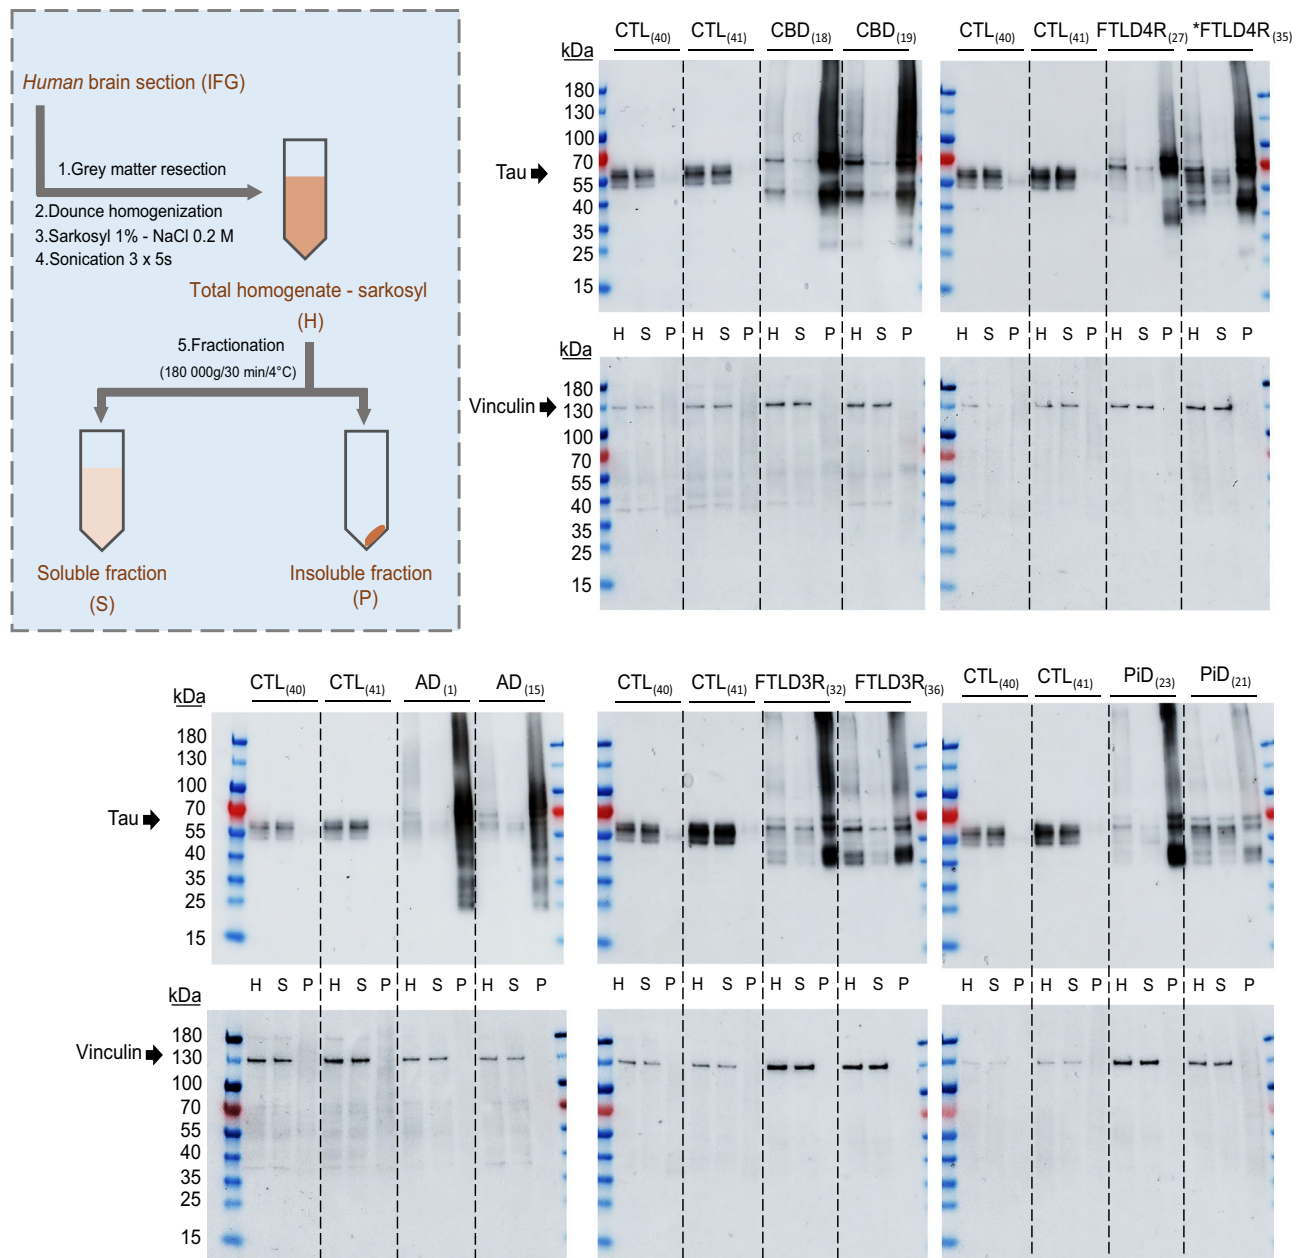 Human brain section (IFG)
1.Grey matter resection
2.Dounce homogenization
3.Sarkosyl 1% - NaCl 0.2 M
4.Sonication 3 x 5s
Total homogenate - sarkosyl
(H)
5.Fractionation
(180 000g/30 min/4°C)
Soluble fraction
(S)
Insoluble fraction
(P)
CTL(40) CTL(41) CBD(18) CBD(19) CTL(40) CTL(41) FTLD4R(27) *FTLD4R(35)
kDa
180
130
100
70
Tau
55
40
35
25
15
H S P H S P H S P H S P H S P H S P H S P H S P
kDa
180
Vinculin
130
100
70
55
40
35
25
15
CTL(40) CTL(41) AD(1) AD(15) CTL(40) CTL(41) FTLD3R(32) FTLD3R(36) CTL(40) CTL(41) PiD(23) PiD(21)
kDa
180
130
100
70
Tau
55
40
35
25
15
H S P H S P H S P H S P H S P H S P H S P H S P H S P H S P H S P H S P
kDa
180
Vinculin
130
100
70
55
40
35
25
15